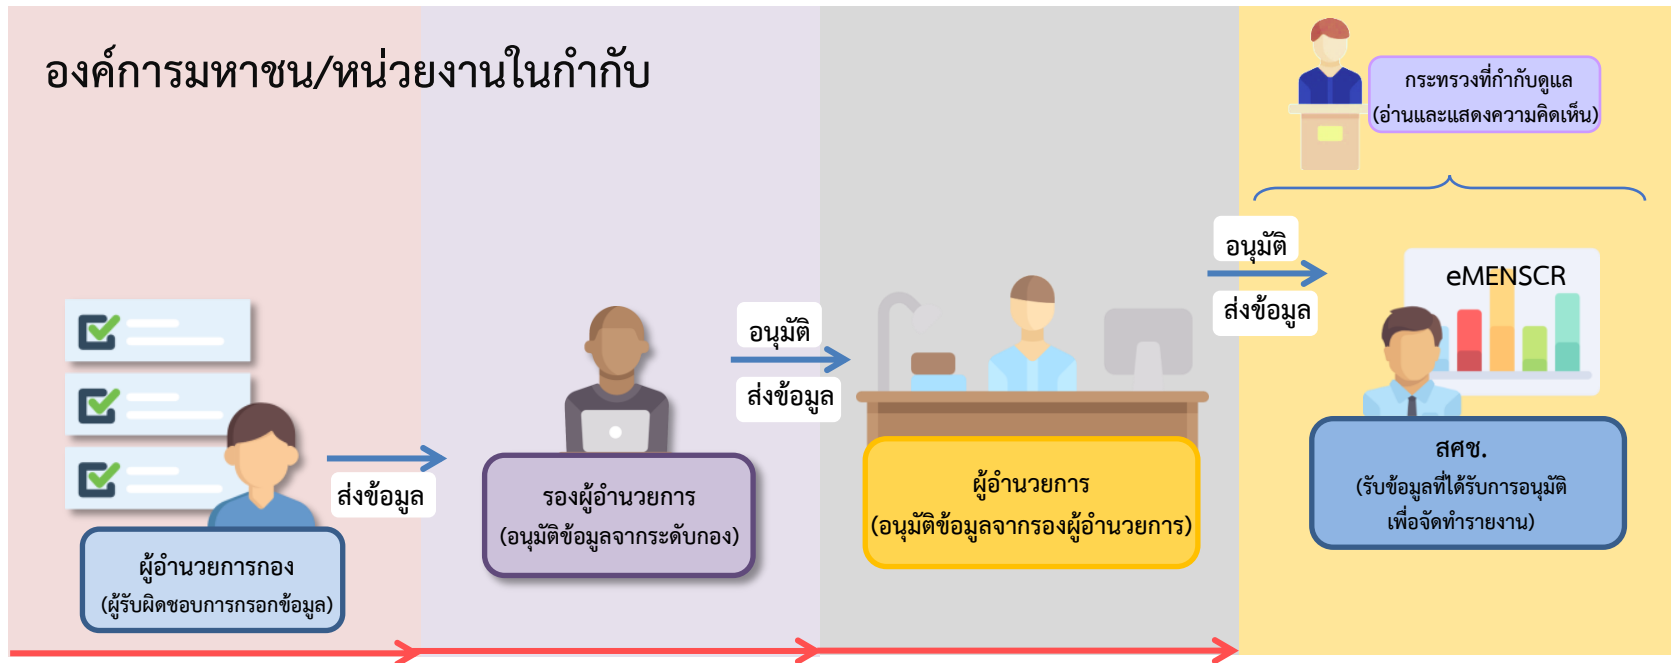 องค์การมหาชน/หน่วยงานในกำกับ
กระทรวงที่กำกับดูแล
(อ่านและแสดงความคิดเห็น)
ส่งข้อมูล
อนุมัติ
ส่งข้อมูล
อนุมัติ
ส่งข้อมูล
eMENSCR
ผู้อำนวยการกอง
(ผู้รับผิดชอบการกรอกข้อมูล)
รองผู้อำนวยการ
(อนุมัติข้อมูลจากระดับกอง)
ผู้อำนวยการ
(อนุมัติข้อมูลจากรองผู้อำนวยการ)
สศช.
(รับข้อมูลที่ได้รับการอนุมัติ
เพื่อจัดทำรายงาน)